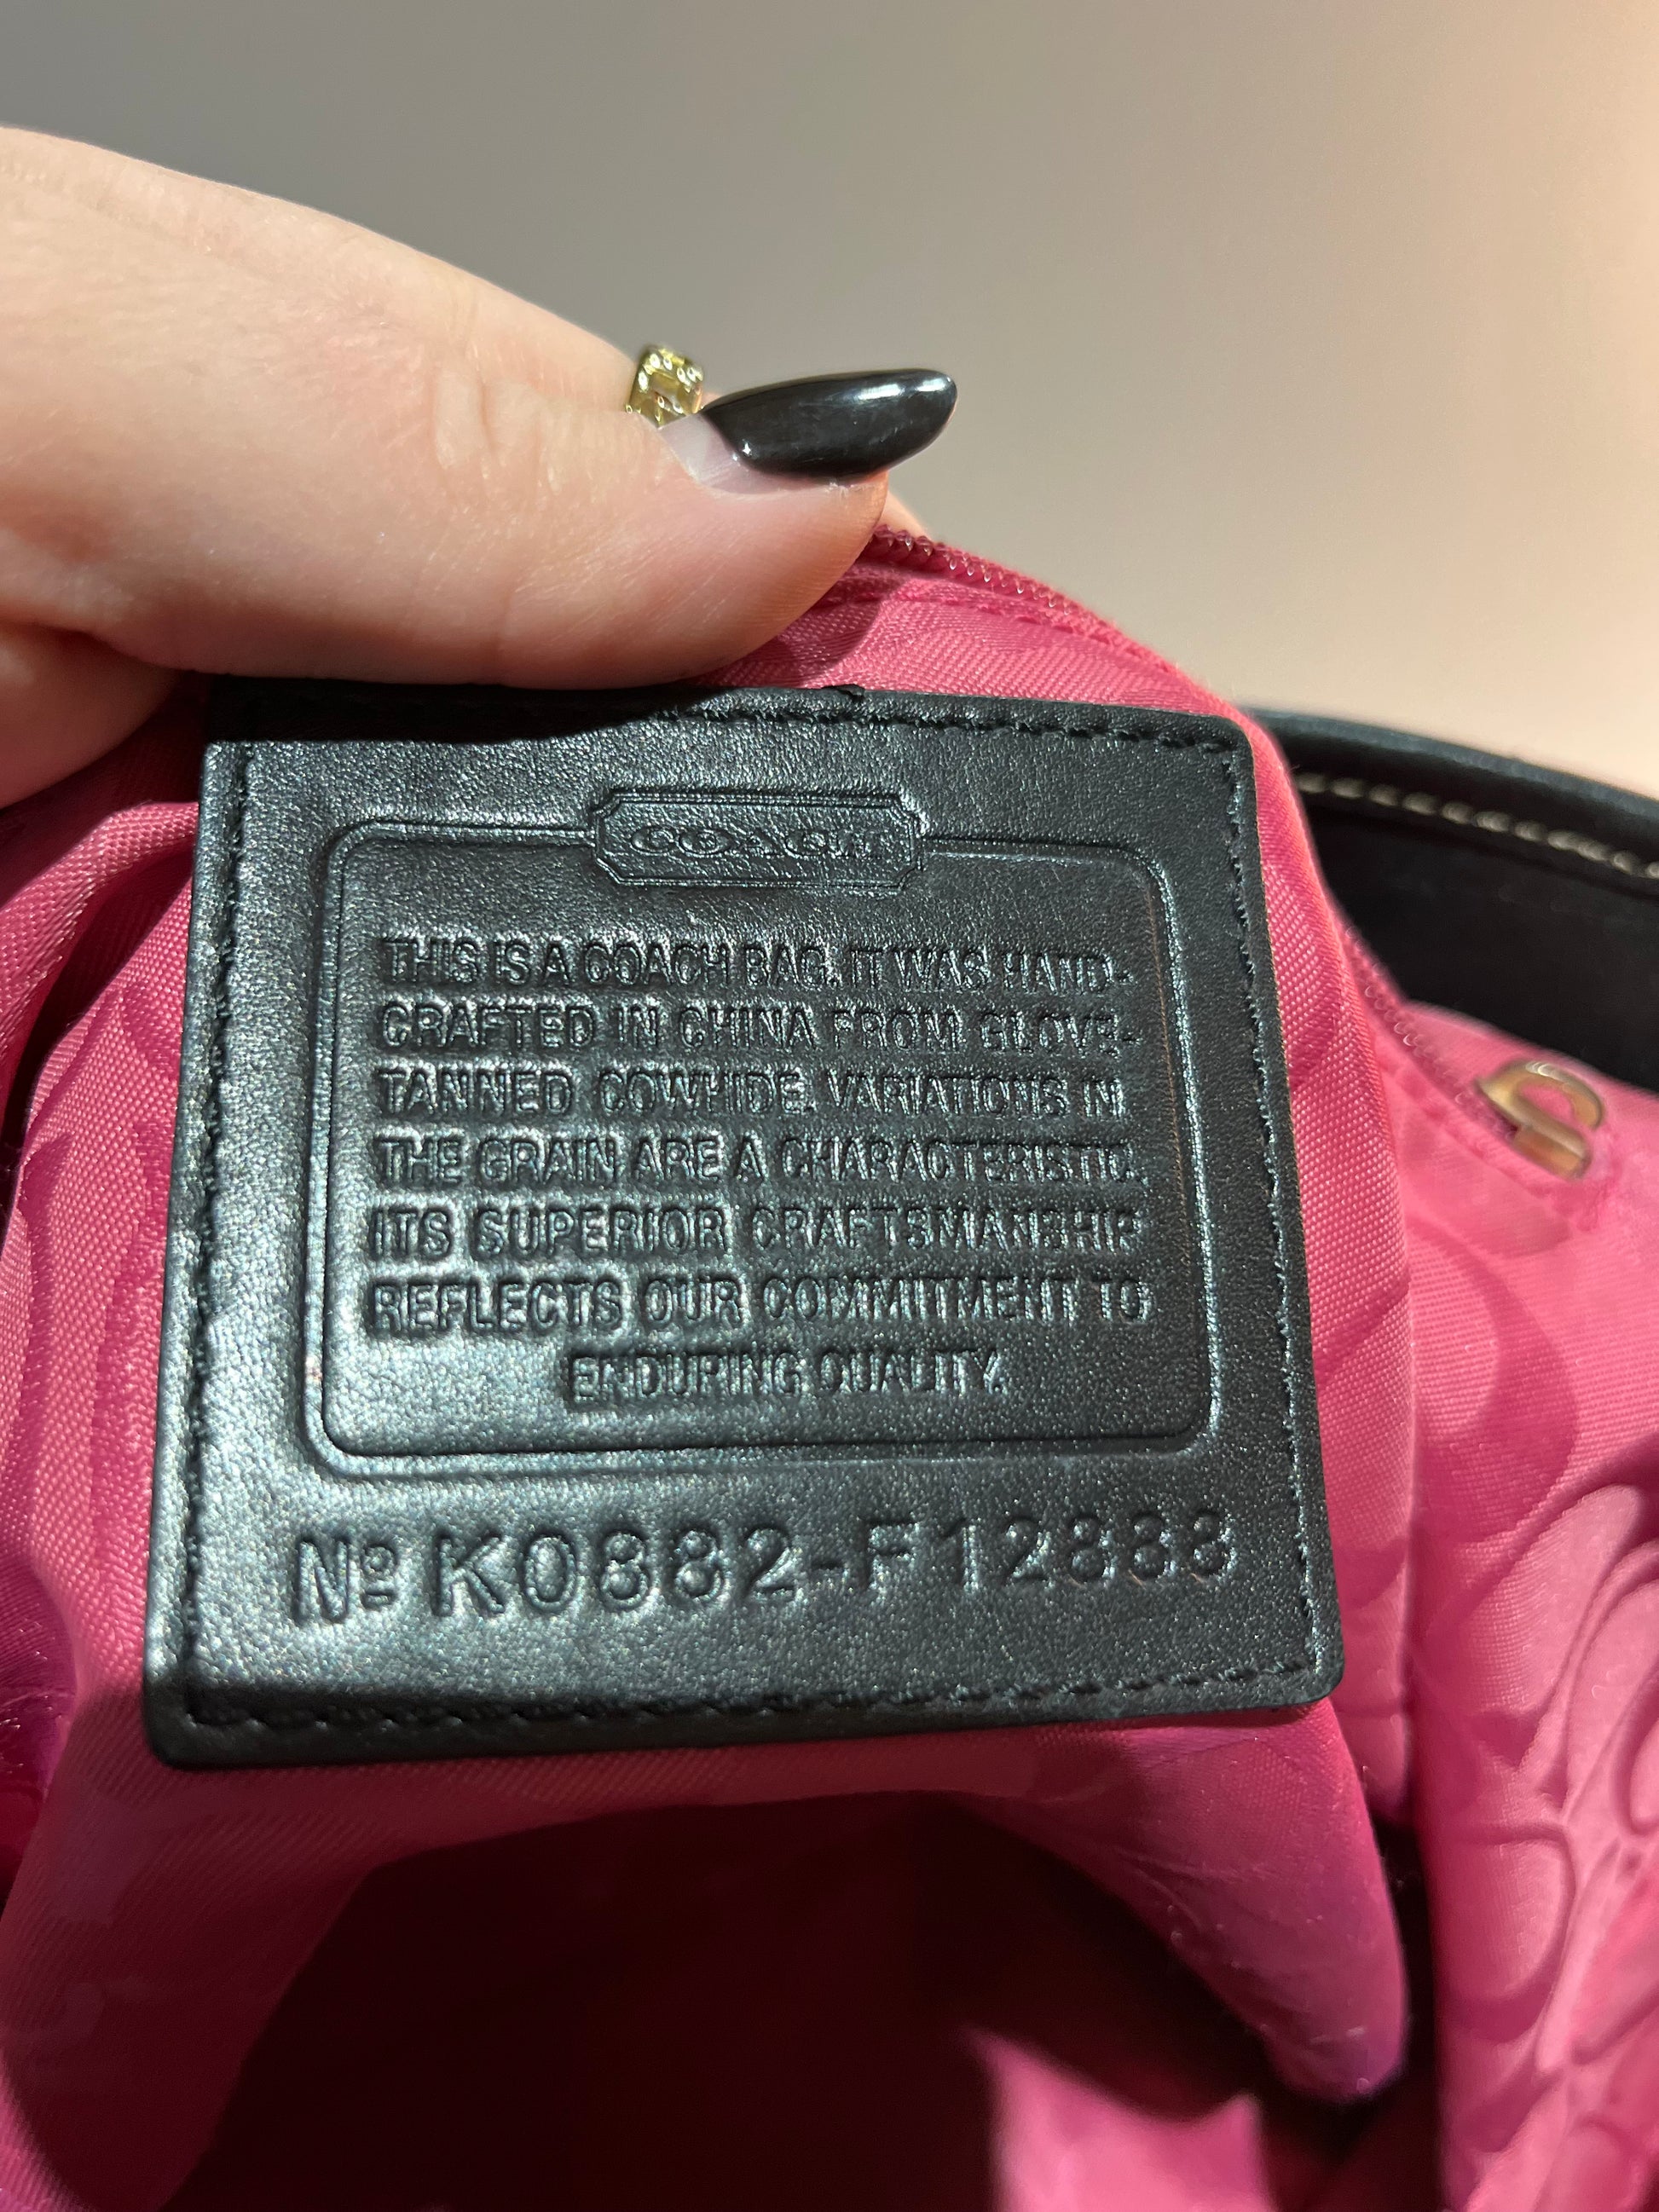 COACH
THIS IS A COACH BAG. IT WAS HAND-
CRAFTED IN CHINA FROM GLOVE-
TANNED COWHIDE. VARIATIONS IN
THE GRAIN ARE A CHARACTERISTIC.
ITS SUPERIOR CRAFTSMANSHIP
REFLECTS OUR COMMITMENT TO
ENDURING QUALITY.
Nº K0882-F12888